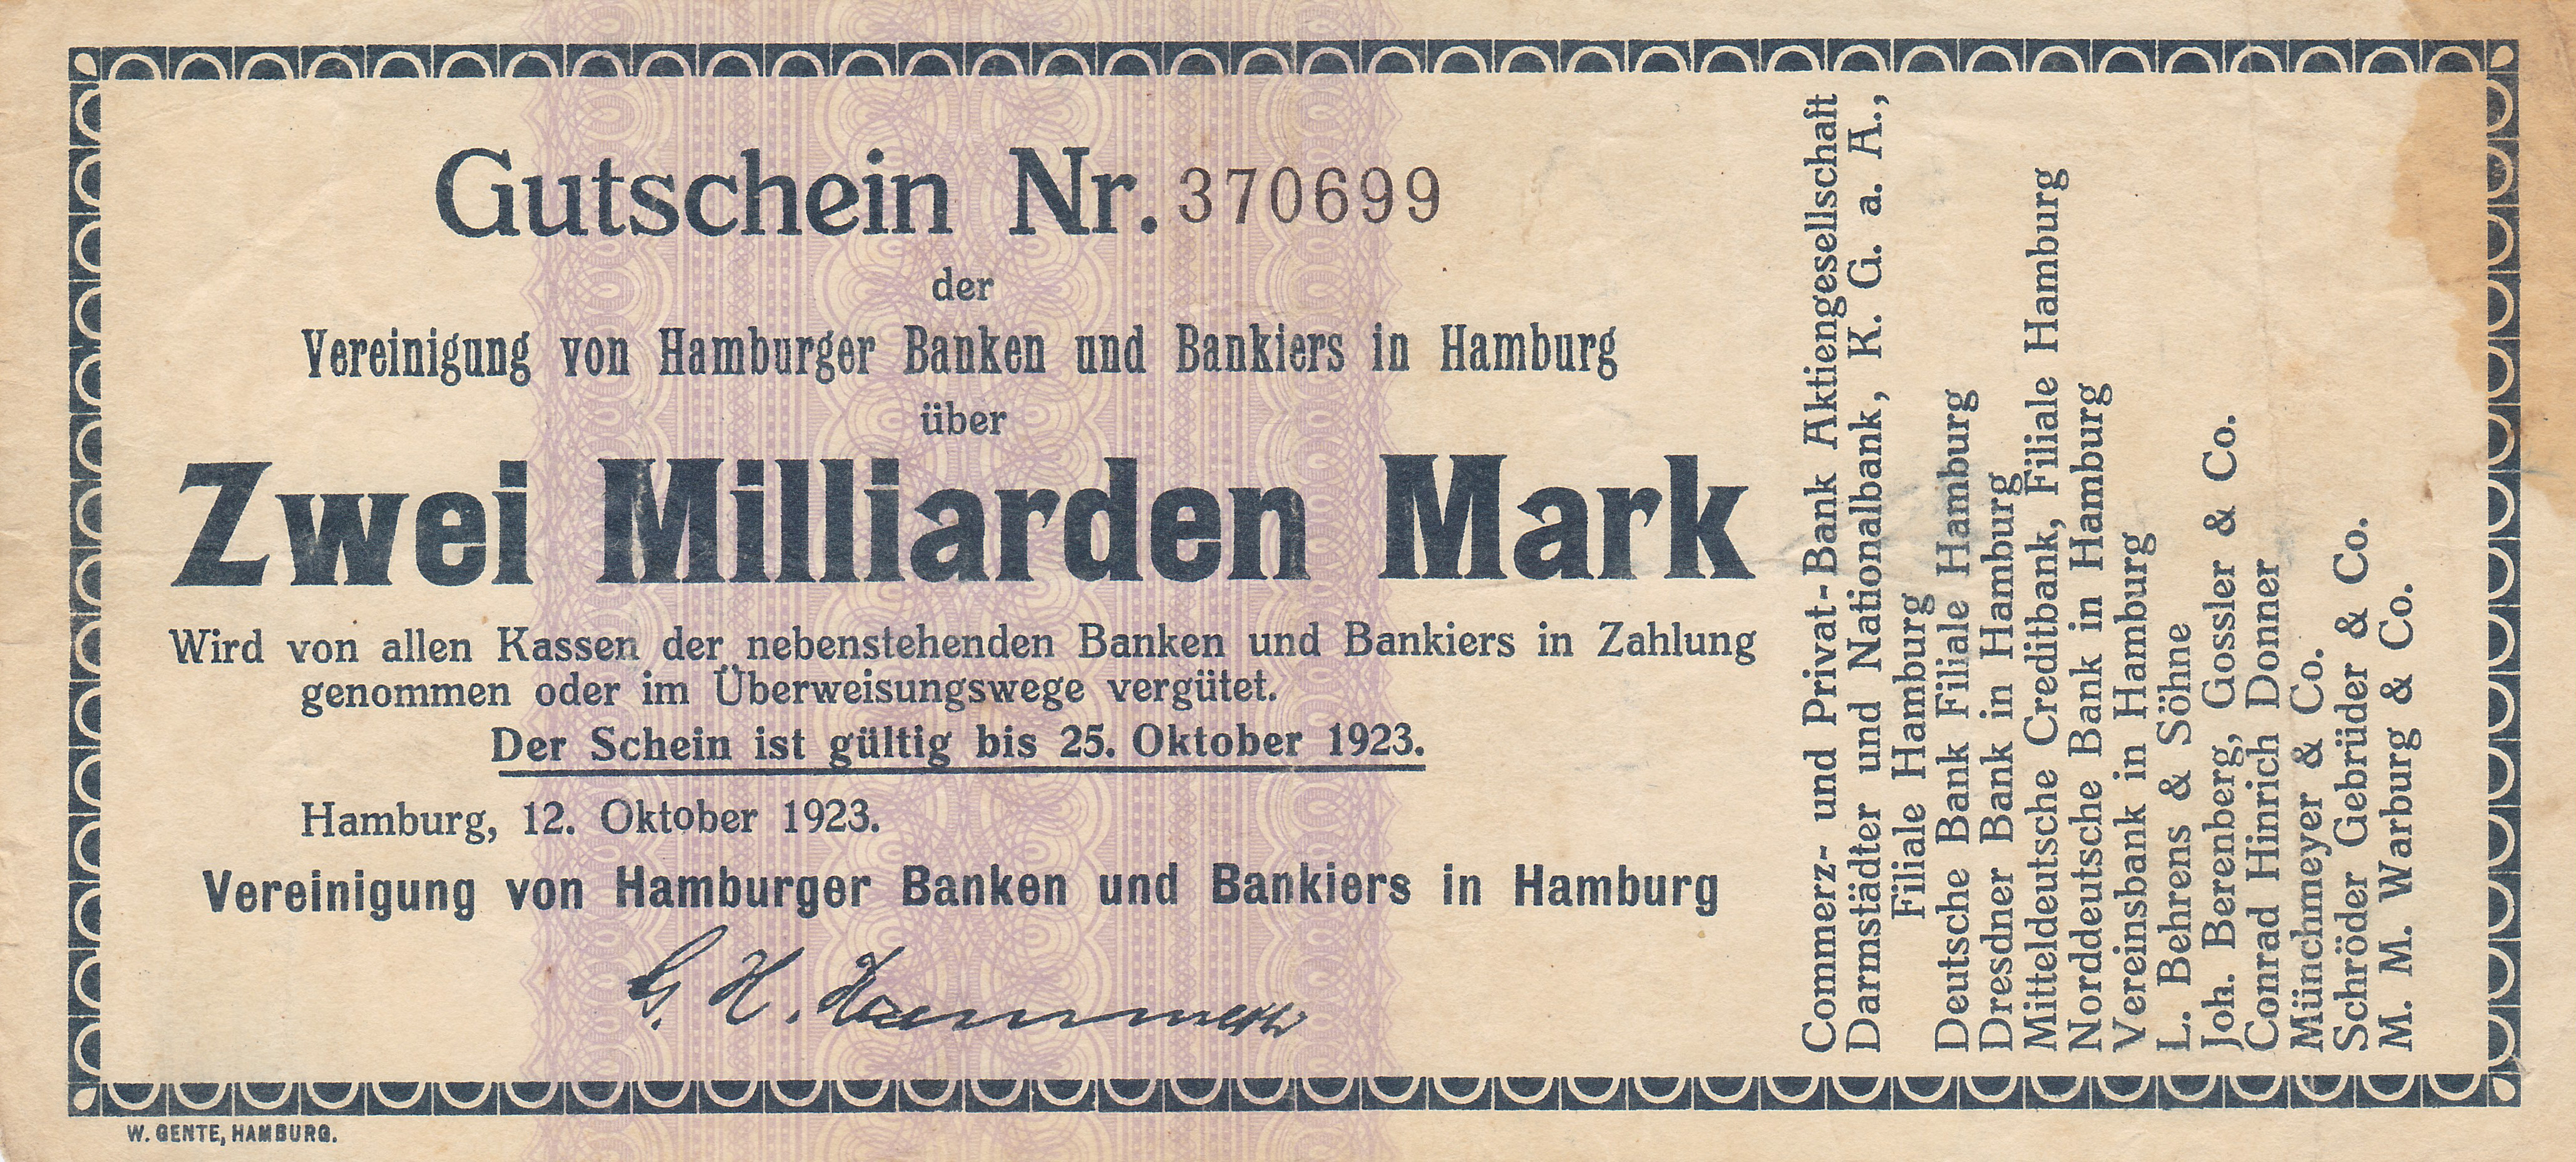 Gutschein Nr. 370699
der
Vereinigung von Hamburger Banken und Bankiers in Hamburg
über
Zwei Milliarden Mark
Wird von allen Kassen der nebenstehenden Banken und Bankiers in Zahlung
genommen oder im Überweisungswege vergütet.
Der Schein ist gültig bis 25. Oktober 1923.
Hamburg, 12. Oktober 1923.
Vereinigung von Hamburger Banken und Bankiers in Hamburg
G. H.
W. GENTE, HAMBURG.
Commerz- und Privat-Bank Aktiengesellschaft
Darmstädter und Nationalbank, K. G. a. A.,
Filiale Hamburg
Deutsche Bank Filiale Hamburg
Dresdner Bank in Hamburg
Mitteldeutsche Creditbank, Filiale Hamburg
Norddeutsche Bank in Hamburg
Vereinsbank in Hamburg
L. Behrens & Söhne
Joh. Berenberg, Gossler & Co.
Conrad Hinrich Donner
Münchmeyer & Co.
Schröder Gebrüder & Co.
M. M. Warburg & Co.